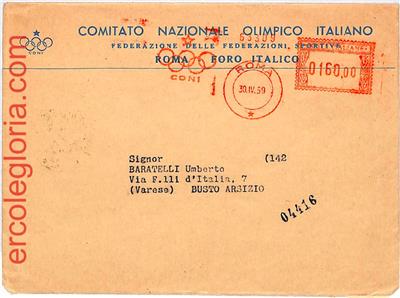 COMITATO NAZIONALE OLIMPICO ITALIANO
FEDERAZIONE DELLE FEDERAZIONI SPORTIVE
ROMA - FORO ITALICO
CONI
CONI
ROMA
30.IV.59
0160,00
Signor (142
BARATELLI Umberto
Via F.lli d'Italia, 7
(Varese) BUSTO ARSIZIO
04416
ercolegloria.com